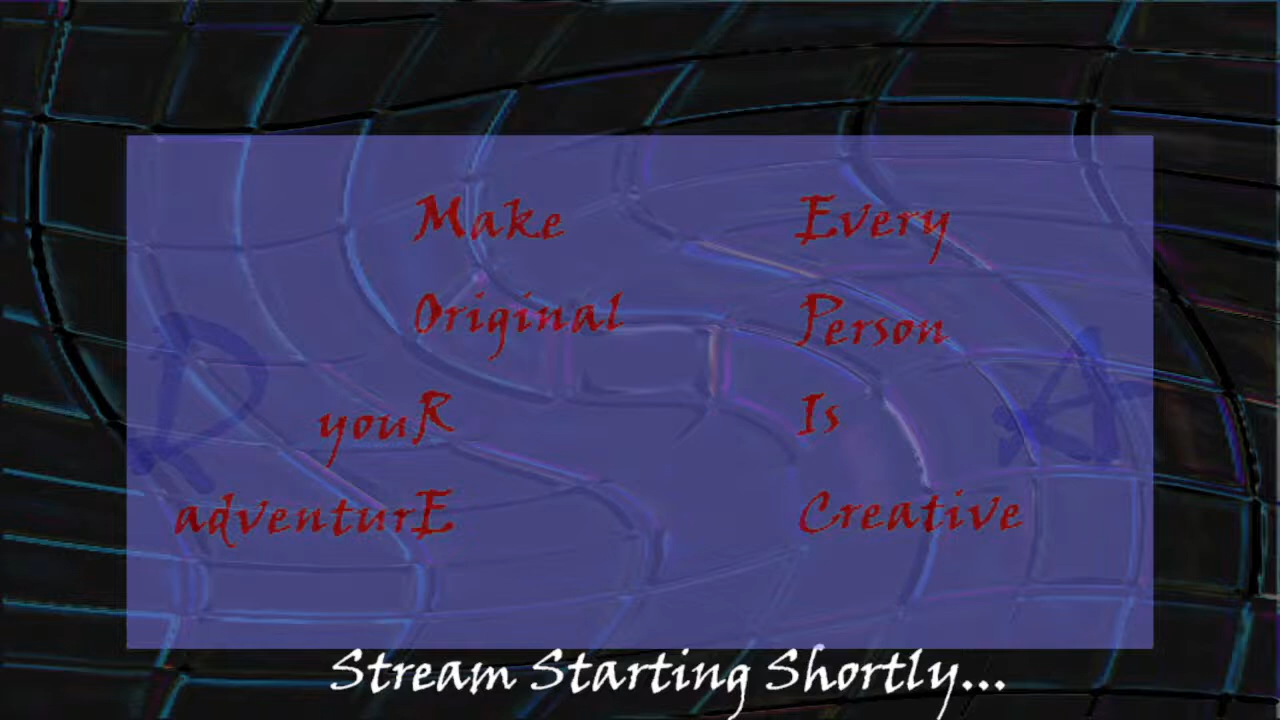 Make
Original
youR
adventurE
Every
Person
Is
Creative
R
A
Stream Starting Shortly...